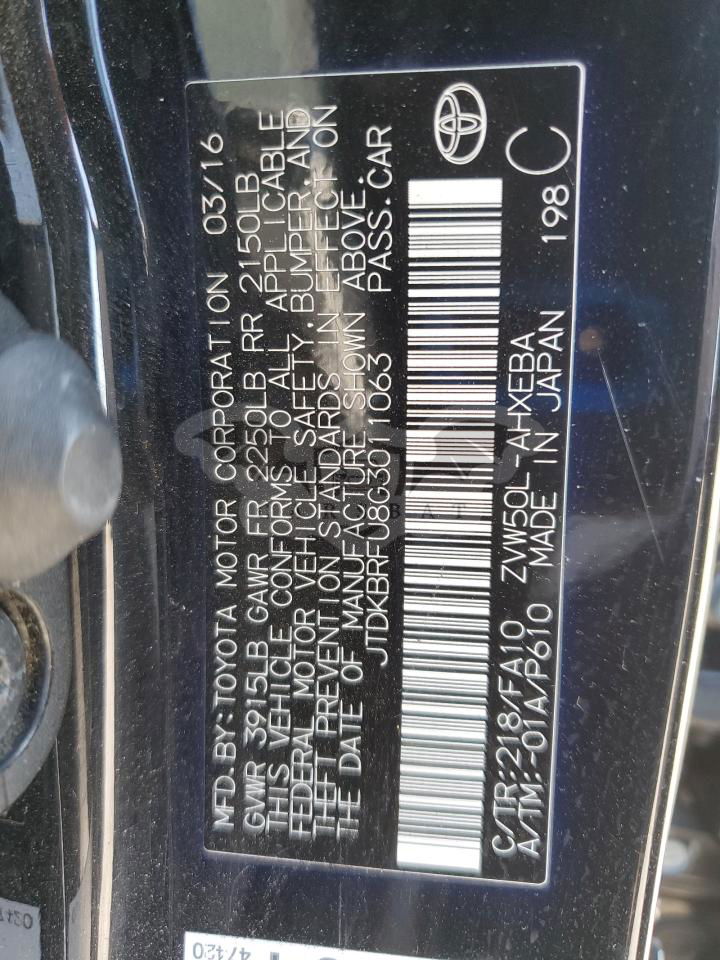 MFD. BY: TOYOTA MOTOR CORPORATION 03/16
GVWR 3915LB GAWR FR 2250LB RR 2150LB
THIS VEHICLE CONFORMS TO ALL APPLICABLE
FEDERAL MOTOR VEHICLE SAFETY, BUMPER, AND
THEFT PREVENTION STANDARDS IN EFFECT ON
THE DATE OF MANUFACTURE SHOWN ABOVE.
JTDKBRFU8G3011063 PASS. CAR
C/TR:218/FA10 ZVW50L-AHXEBA 198 C
A/TM:-01A/P610 MADE IN JAPAN
47420